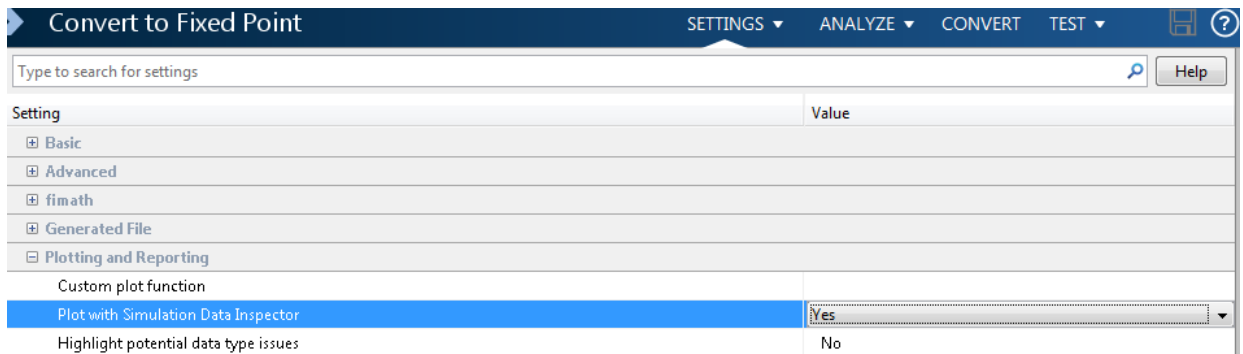 Convert to Fixed Point SETTINGS ▼ ANALYZE ▼ CONVERT TEST ▼ ?
Type to search for settings Help
Setting Value
Basic
Advanced
fimath
Generated File
Plotting and Reporting
Custom plot function
Plot with Simulation Data Inspector Yes
Highlight potential data type issues No